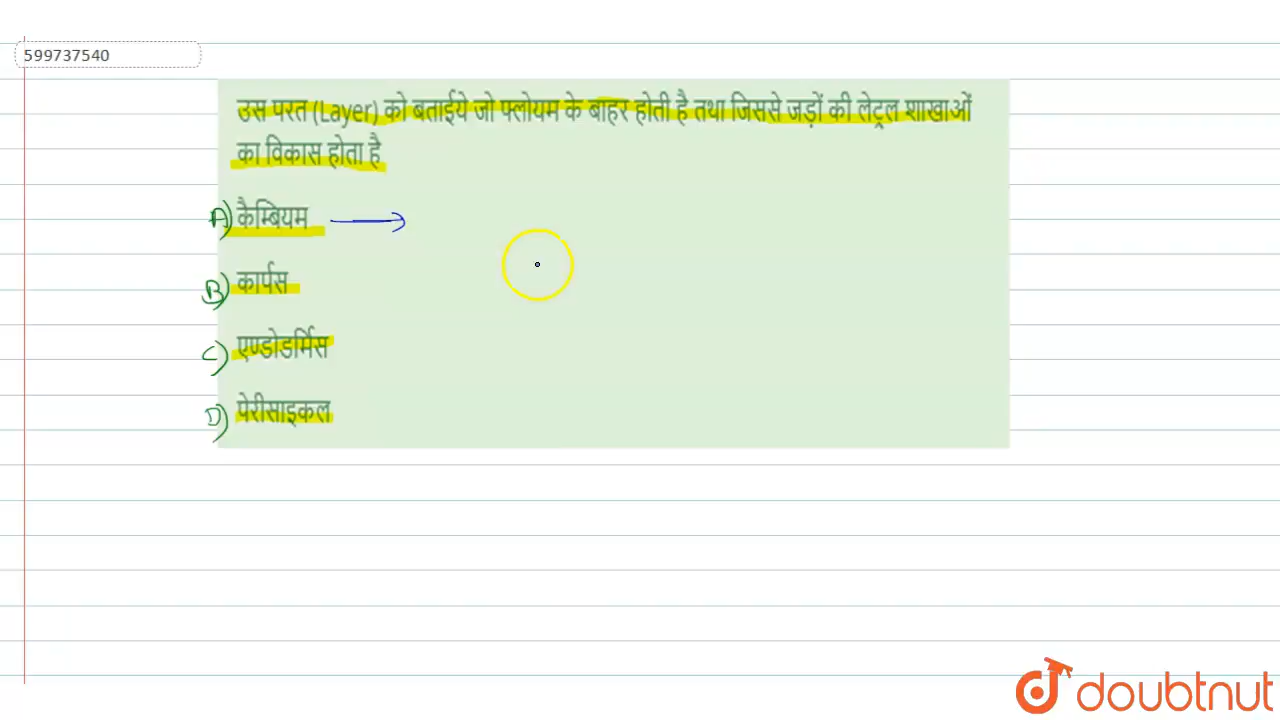 599737540
उस परत (Layer) को बताईये जो फ्लोयम के बाहर होती है तथा जिससे जड़ों की लेट्रल शाखाओं
का विकास होता है
A) कैम्बियम
B) कार्पस
C) एण्डोडर्मिस
D) पेरीसाइकल
doubtnut